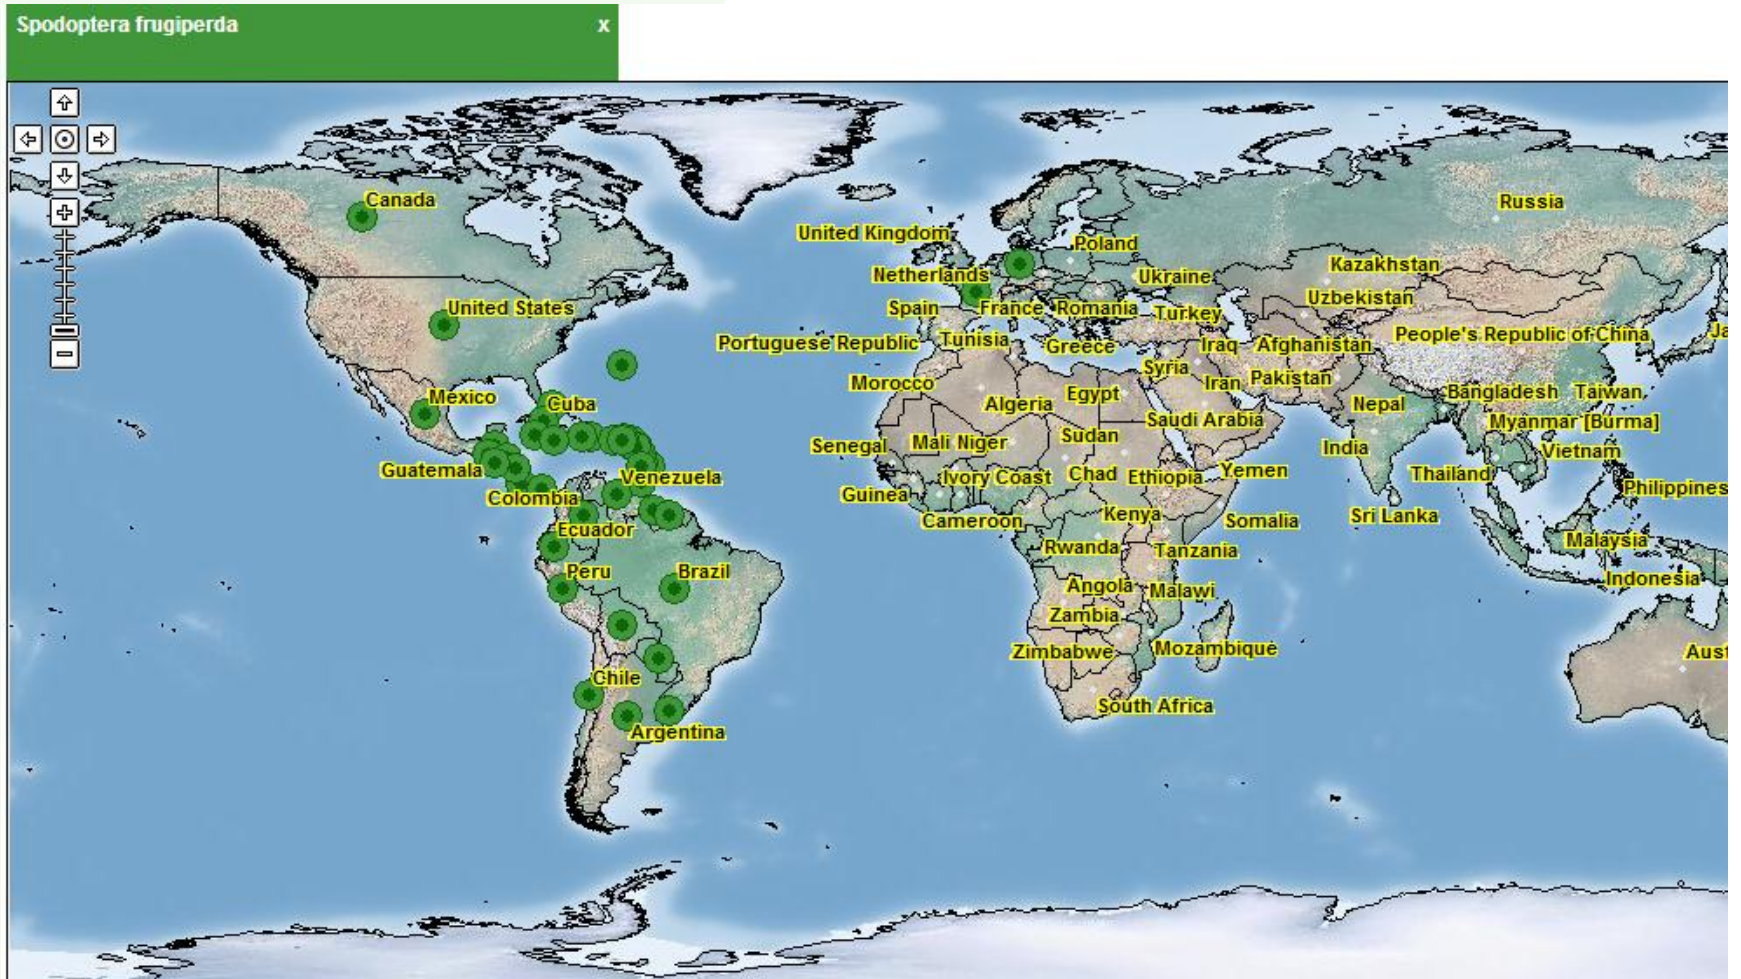 Spodoptera frugiperda x
Canada
Russia
United Kingdom
Poland
Netherlands
Ukraine
Kazakhstan
United States
Spain
France
Romania
Turkey
Uzbekistan
Portuguese Republic
Tunisia
Greece
Iraq
Afghanistan
People's Republic of China
Ja
Syria
Morocco
Egypt
Iran
Pakistan
Mexico
Cuba
Algeria
Nepal
Bangladesh
Taiwan
Saudi Arabia
Myanmar [Burma]
Senegal
Mali
Niger
Sudan
India
Vietnam
Guatemala
Venezuela
Ivory Coast
Chad
Ethiopia
Yemen
Thailand
Colombia
Guinea
Philippines
Cameroon
Kenya
Somalia
Sri Lanka
Ecuador
Rwanda
Tanzania
Malaysia
Peru
Brazil
Angola
Malawi
Indonesia
Zambia
Zimbabwe
Mozambique
Aust
Chile
South Africa
Argentina